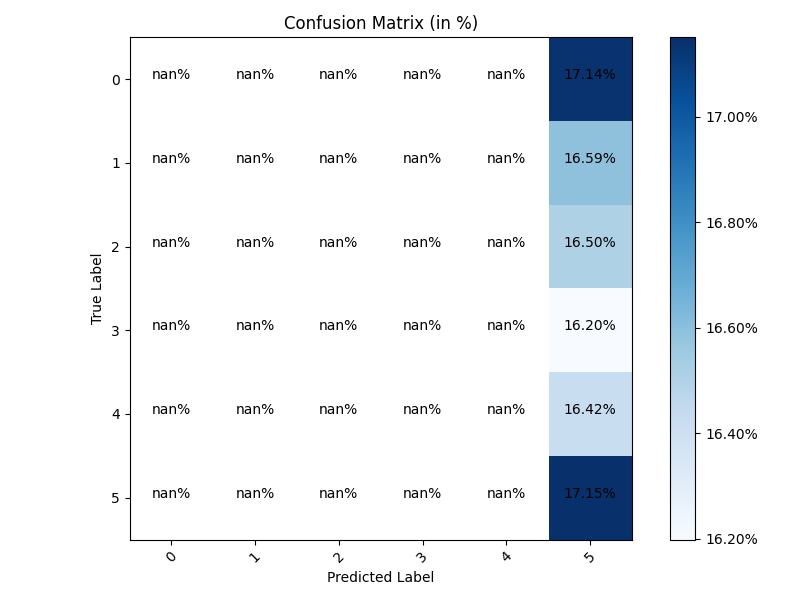 Confusion Matrix (in %)
True Label
0 nan% nan% nan% nan% nan% 17.14%
1 nan% nan% nan% nan% nan% 16.59%
2 nan% nan% nan% nan% nan% 16.50%
3 nan% nan% nan% nan% nan% 16.20%
4 nan% nan% nan% nan% nan% 16.42%
5 nan% nan% nan% nan% nan% 17.15%
0 1 2 3 4 5
Predicted Label
17.00%
16.80%
16.60%
16.40%
16.20%